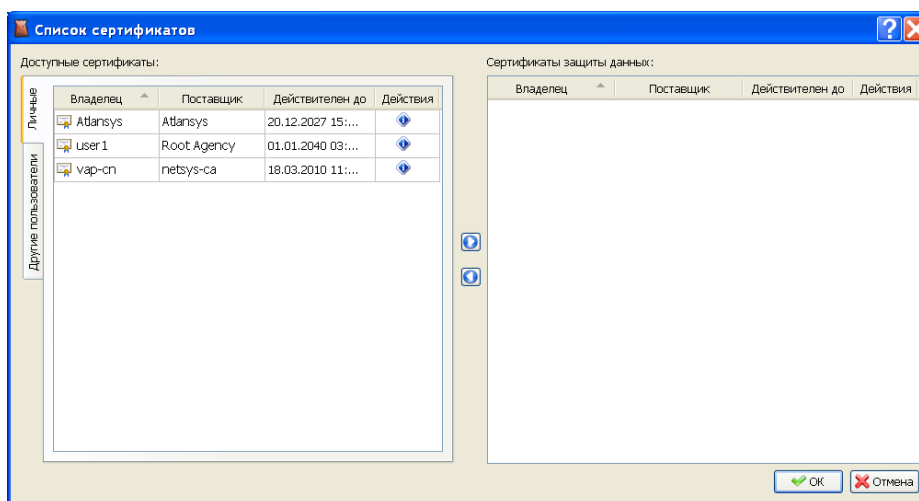 Список сертификатов
Доступные сертификаты:
Личные
Другие пользователи
Владелец Поставщик Действителен до Действия
Atlansys Atlansys 20.12.2027 15:...
user1 Root Agency 01.01.2040 03:...
vap-cn netsys-ca 18.03.2010 11:...
Сертификаты защиты данных:
Владелец Поставщик Действителен до Действия
OK Отмена